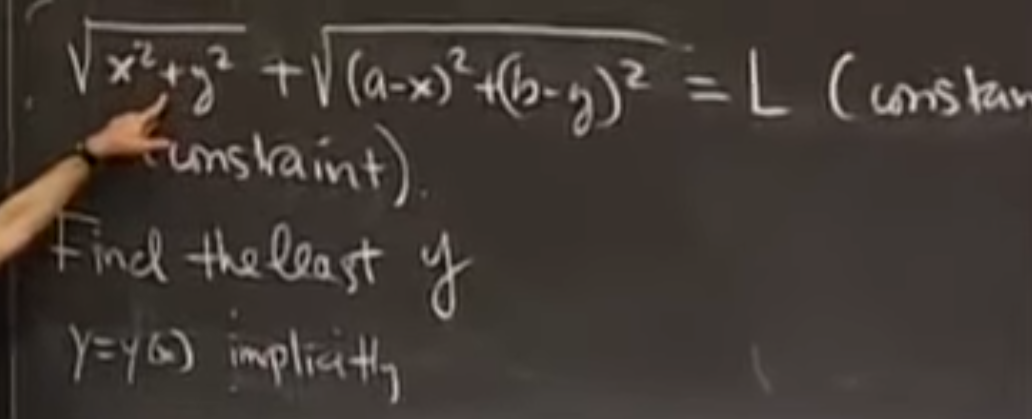 √(x²+y²) + √((a-x)²+(b-y)²) = L (constan
constraint).
Find the least y
y=y(x) implicitly